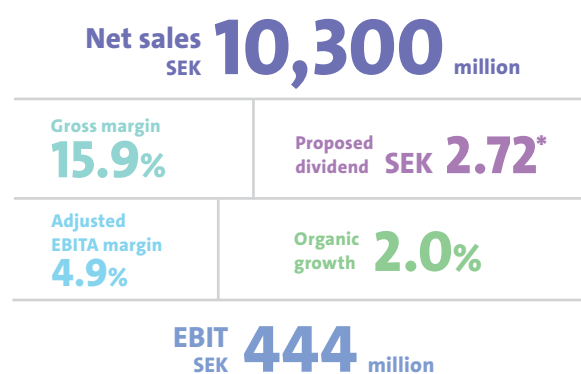 Net sales
SEK 10,300 million
Gross margin
15.9%
Proposed
dividend SEK 2.72*
Adjusted
EBITA margin
4.9%
Organic
growth 2.0%
EBIT
SEK 444 million